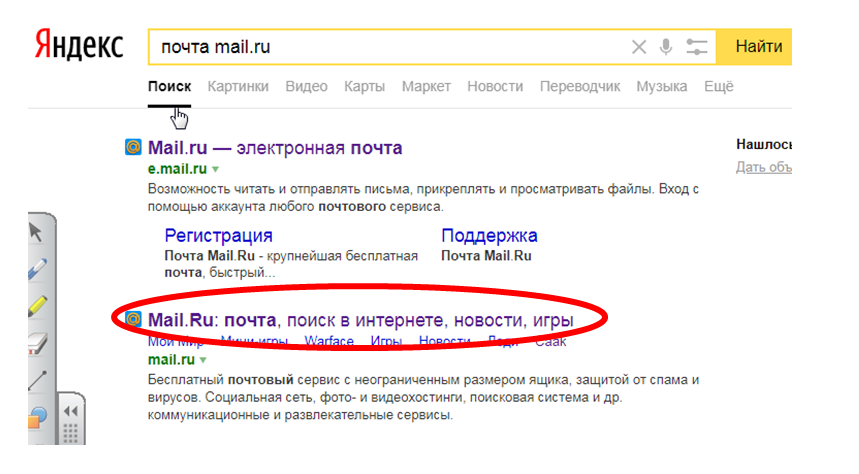 Яндекс
почта mail.ru
Найти
Поиск Картинки Видео Карты Маркет Новости Переводчик Музыка Ещё
Mail.ru — электронная почта
e.mail.ru
Возможность читать и отправлять письма, прикреплять и просматривать файлы. Вход с
помощью аккаунта любого почтового сервиса.
Регистрация
Почта Mail.Ru - крупнейшая бесплатная
почта, быстрый...
Поддержка
Почта Mail.Ru
Mail.Ru: почта, поиск в интернете, новости, игры
Мой Мир Мини-игры Warface Игры Новости Леди
mail.ru
Бесплатный почтовый сервис с неограниченным размером ящика, защитой от спама и
вирусов. Социальная сеть, фото- и видеохостинги, поисковая система и др.
коммуникационные и развлекательные сервисы.
Нашлось
Дать объ